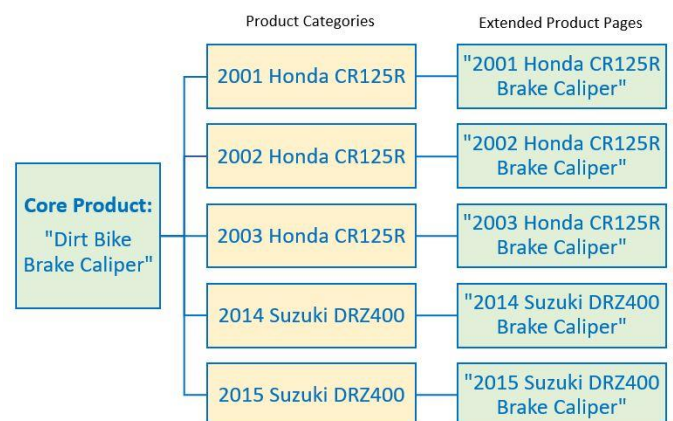 Product Categories
Extended Product Pages
2001 Honda CR125R
"2001 Honda CR125R
Brake Caliper"
2002 Honda CR125R
"2002 Honda CR125R
Brake Caliper"
Core Product:
"Dirt Bike
Brake Caliper"
2003 Honda CR125R
"2003 Honda CR125R
Brake Caliper"
2014 Suzuki DRZ400
"2014 Suzuki DRZ400
Brake Caliper"
2015 Suzuki DRZ400
"2015 Suzuki DRZ400
Brake Caliper"